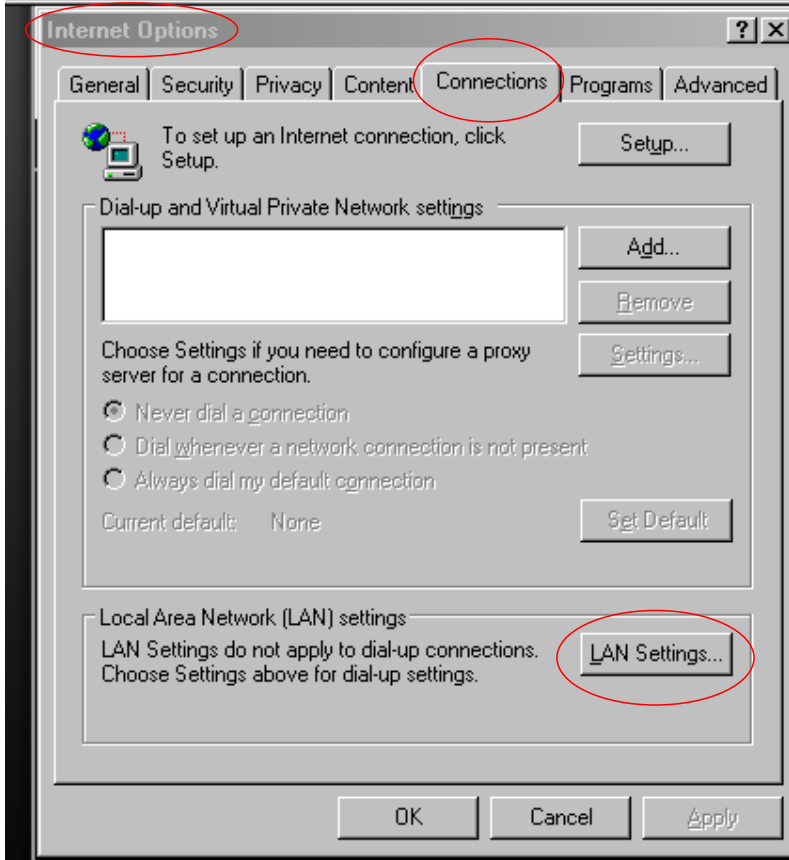 Internet Options
? X
General Security Privacy Content Connections Programs Advanced
To set up an Internet connection, click
Setup.
Setup...
Dial-up and Virtual Private Network settings
Add...
Remove
Choose Settings if you need to configure a proxy
server for a connection.
Settings...
Never dial a connection
Dial whenever a network connection is not present
Always dial my default connection
Current default: None
Set Default
Local Area Network (LAN) settings
LAN Settings do not apply to dial-up connections.
Choose Settings above for dial-up settings.
LAN Settings...
OK Cancel Apply